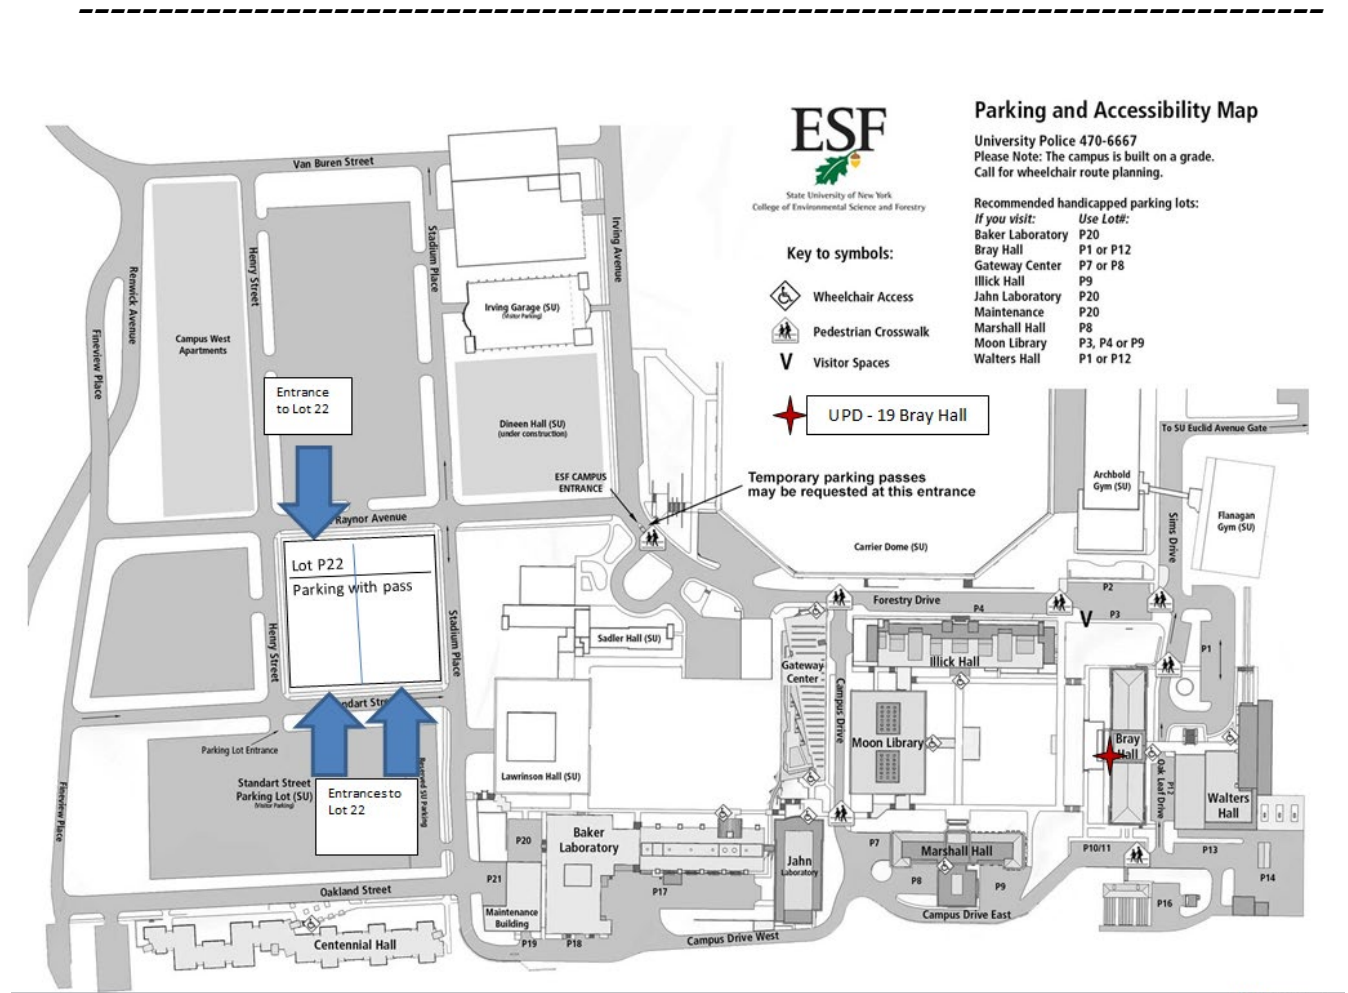 ESF
State University of New York
College of Environmental Science and Forestry
Parking and Accessibility Map
University Police 470-6667
Please Note: The campus is built on a grade.
Call for wheelchair route planning.
Recommended handicapped parking lots:
If you visit: Use Lot#:
Baker Laboratory P20
Bray Hall P1 or P12
Gateway Center P7 or P8
Illick Hall P9
Jahn Laboratory P20
Maintenance P20
Marshall Hall P8
Moon Library P3, P4 or P9
Walters Hall P1 or P12
Key to symbols:
Wheelchair Access
Pedestrian Crosswalk
V Visitor Spaces
UPD - 19 Bray Hall
Van Buren Street
Henry Street
Stadium Place
Irving Avenue
Renwick Avenue
Fineview Place
Irving Garage (SU)
(Visitor Parking)
Campus West
Apartments
Entrance
to Lot 22
Dineen Hall (SU)
(under construction)
ESF CAMPUS
ENTRANCE
Temporary parking passes
may be requested at this entrance
To SU Euclid Avenue Gate
Archbold
Gym (SU)
Flanagan
Gym (SU)
Sims Drive
Raynor Avenue
Carrier Dome (SU)
Lot P22
Parking with pass
Henry Street
Stadium Place
Forestry Drive
P4
P2
P3
V
P1
Sadler Hall (SU)
Gateway
Center
Illick Hall
Campus Drive
Moon Library
Bray
Hall
Oak Leaf Drive
P12
Walters
Hall
Parking Lot Entrance
Lawrinson Hall (SU)
Standart Street
Parking Lot (SU)
(Visitor Parking)
Reserved SU Parking
Entrances to
Lot 22
Fineview Place
Baker
Laboratory
P20
P21
P17
Jahn
Laboratory
P7
Marshall Hall
P8
P9
P10/11
P13
P14
P16
Oakland Street
Maintenance
Building
P19
P18
Campus Drive West
Campus Drive East
Centennial Hall